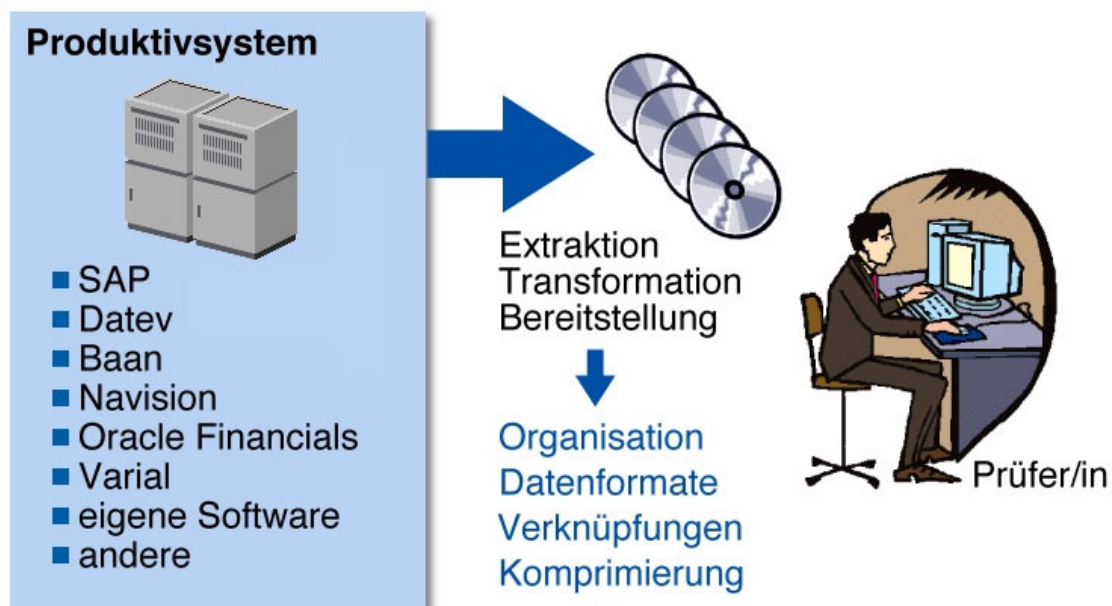 Produktivsystem
SAP
Datev
Baan
Navision
Oracle Financials
Varial
eigene Software
andere
Extraktion
Transformation
Bereitstellung
Organisation
Datenformate
Verknüpfungen
Komprimierung
Prüfer/in